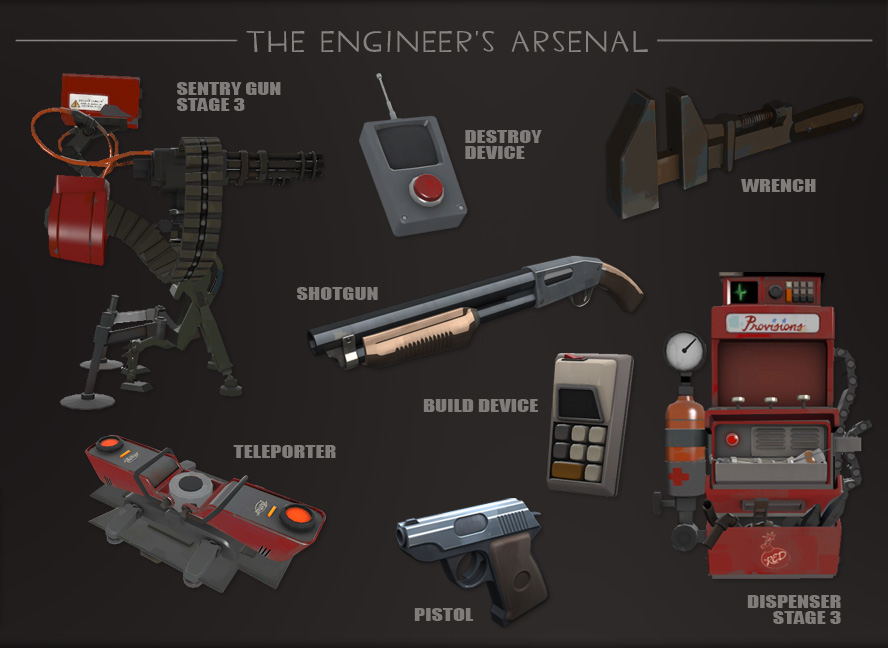 THE ENGINEER'S ARSENAL
SENTRY GUN
STAGE 3
DESTROY
DEVICE
WRENCH
SHOTGUN
Provisions
BUILD DEVICE
TELEPORTER
RED
PISTOL
DISPENSER
STAGE 3